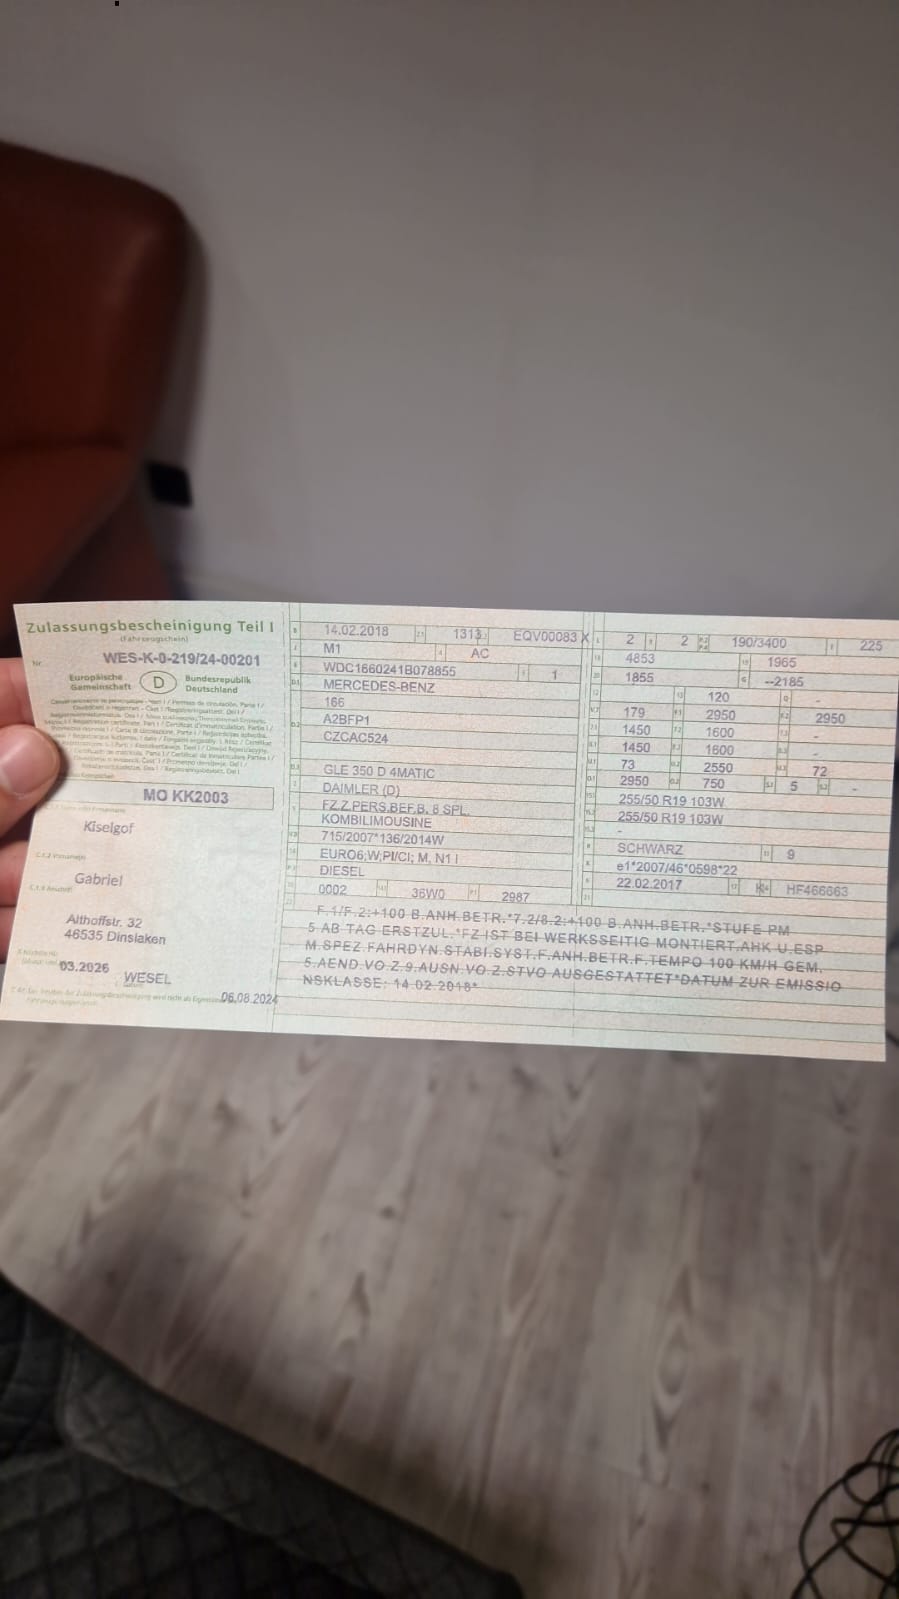 Zulassungsbescheinigung Teil I
(Fahrzeugschein)
Nr. WES-K-0-219/24-00201
Europäische Gemeinschaft D Bundesrepublik Deutschland
MO KK2003
Kiselgof
Gabriel
Althoffstr. 32
46535 Dinslaken
03.2026
WESEL
06.08.2024
14.02.2018 1313 EQV00083 X
M1 AC
WDC1660241B078855 1
MERCEDES-BENZ
166
A2BFP1
CZCAC524
GLE 350 D 4MATIC
DAIMLER (D)
FZ.Z.PERS.BEF.B. 8 SPL.
KOMBILIMOUSINE
715/2007*136/2014W
EURO6;W;PI/CI; M, N1 I
DIESEL
0002 36W0 2987
2 2 190/3400 225
4853 1965
1855 --2185
120 -
179 2950 2950
1450 1600 -
1450 1600 -
73 2550 72
2950 750 5 -
255/50 R19 103W
255/50 R19 103W
-
SCHWARZ 9
e1*2007/46*0598*22
22.02.2017 K HF466663
F.1/F.2:+100 B.ANH.BETR.*7.2/8.2:+100 B.ANH.BETR.*STUFE PM
5 AB TAG ERSTZUL.*FZ IST BEI WERKSSEITIG MONTIERT.AHK U.ESP
M.SPEZ.FAHRDYN.STABI.SYST.F.ANH.BETR.F.TEMPO 100 KM/H GEM.
5.AEND.VO Z.9.AUSN.VO Z.STVO AUSGESTATTET*DATUM ZUR EMISSIO
NSKLASSE: 14.02.2018*